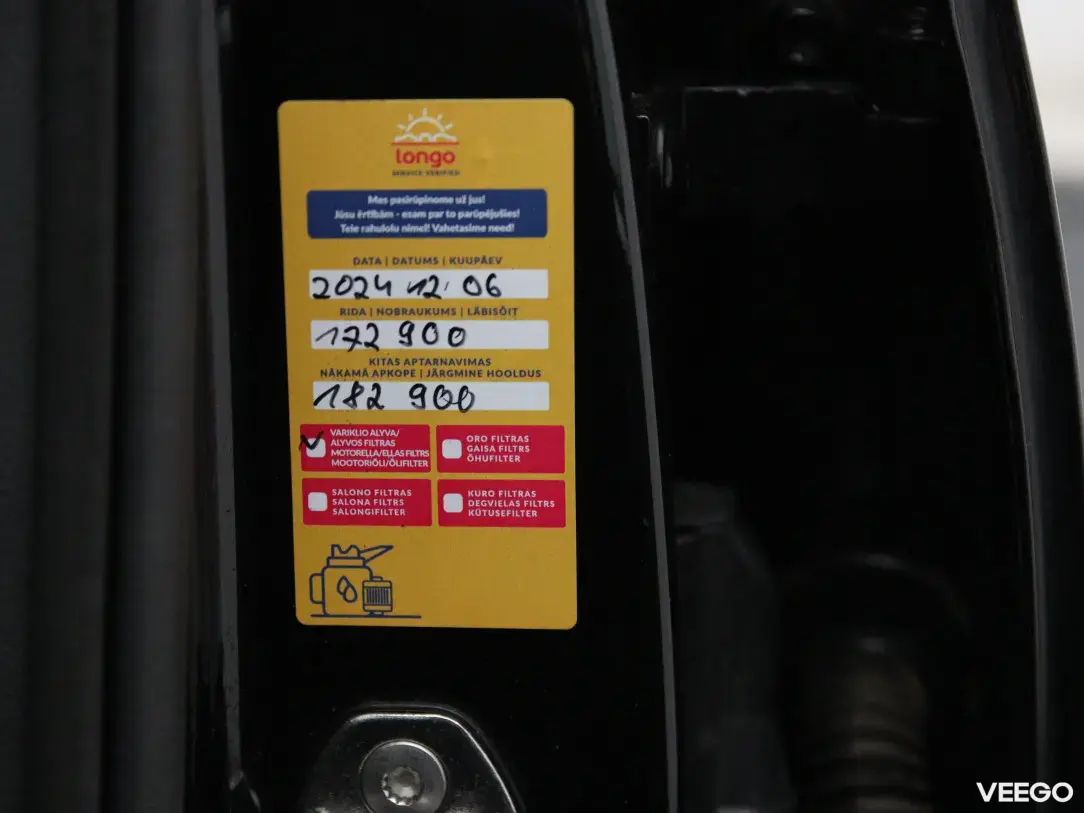 longo
SERVICE VERIFIED
Mes pasirūpinome už jus!
Jūsu ērtībām - esam par to parūpējušies!
Teie rahulolu nimel! Vahetasime need!
DATA | DATUMS | KUUPÄEV
2024 12 06
RIDA | NOBRAUKUMS | LÄBISÕIT
172 900
KITAS APTARNAVIMAS
NĀKAMĀ APKOPE | JÄRGMINE HOOLDUS
182 900
VARIKLIO ALYVA/
ALYVOS FILTRAS
MOTOREĻĻA/EĻĻAS FILTRS
MOOTORIÕLI/ÕLIFILTER
ORO FILTRAS
GAISA FILTRS
ÕHUFILTER
SALONO FILTRAS
SALONA FILTRS
SALONGIFILTER
KURO FILTRAS
DEGVIELAS FILTRS
KÜTUSEFILTER
VEEGO